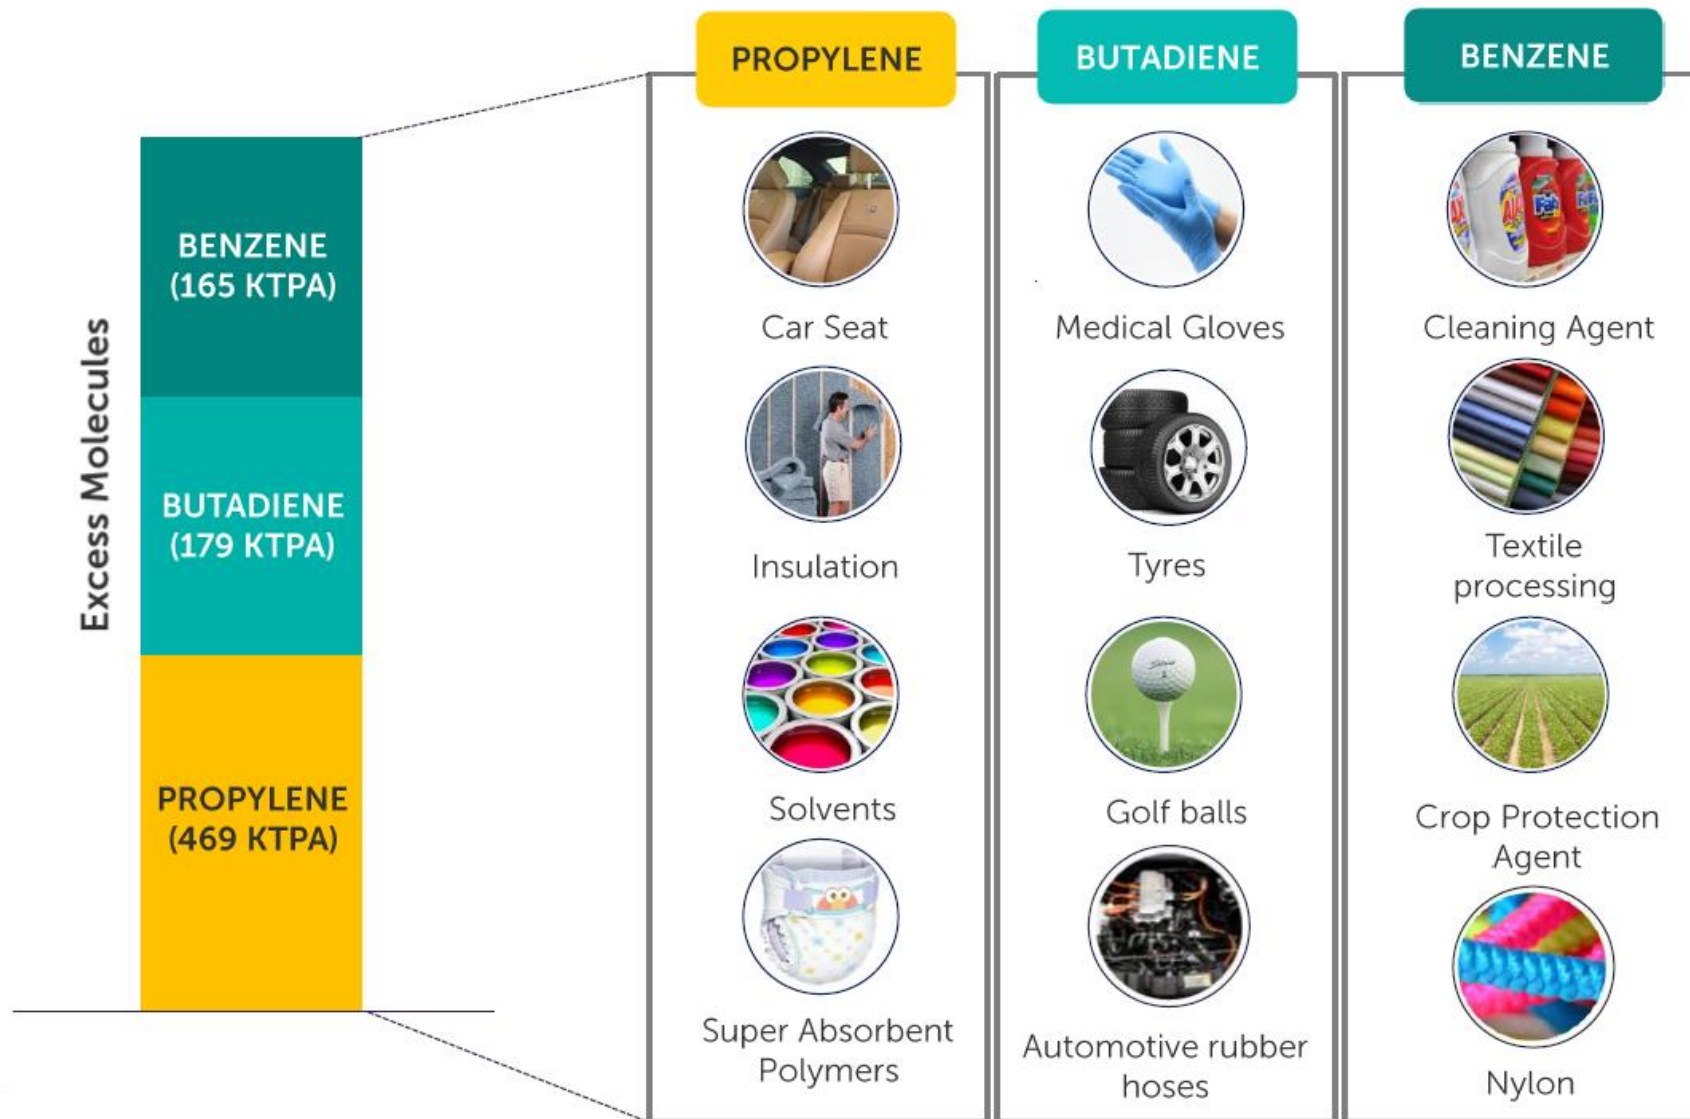 Excess Molecules
BENZENE
(165 KTPA)
BUTADIENE
(179 KTPA)
PROPYLENE
(469 KTPA)
PROPYLENE
Car Seat
Insulation
Solvents
Super Absorbent
Polymers
BUTADIENE
Medical Gloves
Tyres
Golf balls
Automotive rubber
hoses
BENZENE
Cleaning Agent
Textile
processing
Crop Protection
Agent
Nylon